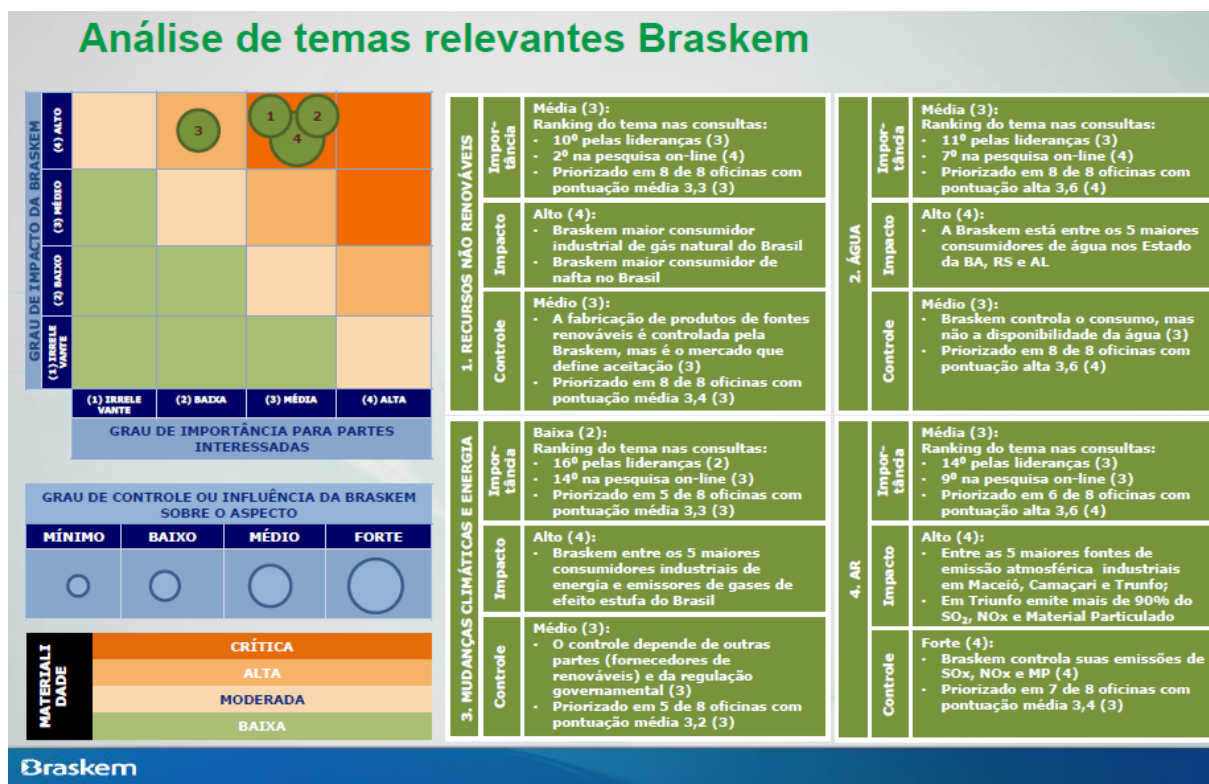 Análise de temas relevantes Braskem
GRAU DE IMPACTO DA BRASKEM
(4) ALTO
(3) MÉDIO
(2) BAIXO
(1) IRRELE
VANTE
3
1
2
4
(1) IRRELE
VANTE
(2) BAIXA
(3) MÉDIA
(4) ALTA
GRAU DE IMPORTÂNCIA PARA PARTES
INTERESSADAS
GRAU DE CONTROLE OU INFLUÊNCIA DA BRASKEM
SOBRE O ASPECTO
MÍNIMO
BAIXO
MÉDIO
FORTE
MATERIALI
DADE
CRÍTICA
ALTA
MODERADA
BAIXA
1. RECURSOS NÃO RENOVÁVEIS
Impor-
tância
Média (3):
Ranking do tema nas consultas:
• 10º pelas lideranças (3)
• 2º na pesquisa on-line (4)
• Priorizado em 8 de 8 oficinas com
pontuação média 3,3 (3)
Impacto
Alto (4):
• Braskem maior consumidor
industrial de gás natural do Brasil
• Braskem maior consumidor de
nafta no Brasil
Controle
Médio (3):
• A fabricação de produtos de fontes
renováveis é controlada pela
Braskem, mas é o mercado que
define aceitação (3)
• Priorizado em 8 de 8 oficinas com
pontuação média 3,4 (3)
2. ÁGUA
Impor-
tância
Média (3):
Ranking do tema nas consultas:
• 11º pelas lideranças (3)
• 7º na pesquisa on-line (4)
• Priorizado em 8 de 8 oficinas com
pontuação alta 3,6 (4)
Impacto
Alto (4):
• A Braskem está entre os 5 maiores
consumidores de água nos Estado
da BA, RS e AL
Controle
Médio (3):
• Braskem controla o consumo, mas
não a disponibilidade da água (3)
• Priorizado em 8 de 8 oficinas com
pontuação alta 3,6 (4)
3. MUDANÇAS CLIMÁTICAS E ENERGIA
Impor-
tância
Baixa (2):
Ranking do tema nas consultas:
• 16º pelas lideranças (2)
• 14º na pesquisa on-line (3)
• Priorizado em 5 de 8 oficinas com
pontuação média 3,3 (3)
Impacto
Alto (4):
• Braskem entre os 5 maiores
consumidores industriais de
energia e emissores de gases de
efeito estufa do Brasil
Controle
Médio (3):
• O controle depende de outras
partes (fornecedores de
renováveis) e da regulação
governamental (3)
• Priorizado em 5 de 8 oficinas com
pontuação média 3,2 (3)
4. AR
Impor-
tância
Média (3):
Ranking do tema nas consultas:
• 14º pelas lideranças (3)
• 9º na pesquisa on-line (3)
• Priorizado em 6 de 8 oficinas com
pontuação alta 3,6 (4)
Impacto
Alto (4):
• Entre as 5 maiores fontes de
emissão atmosférica industriais
em Maceió, Camaçari e Trunfo;
• Em Triunfo emite mais de 90% do
SO₂, NOx e Material Particulado
Controle
Forte (4):
• Braskem controla suas emissões de
SOx, NOx e MP (4)
• Priorizado em 7 de 8 oficinas com
pontuação média 3,4 (3)
Braskem